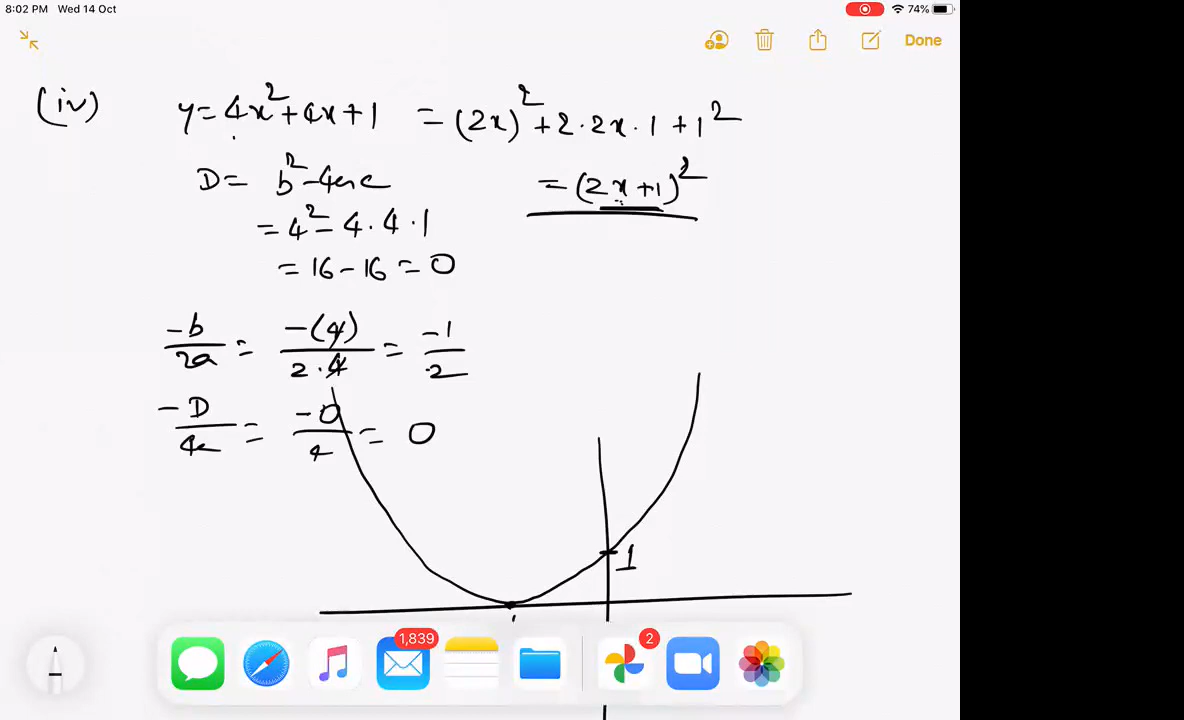 8:02 PM Wed 14 Oct 74%
Done
(iv) y = 4x² + 4x + 1 = (2x)² + 2 · 2x · 1 + 1²
D = b² - 4ac = (2x+1)²
= 4² - 4 · 4 · 1
= 16 - 16 = 0
-b/2a = -(4)/2·4 = -1/2
-D/4a = -0/4 = 0
1
1,839
2